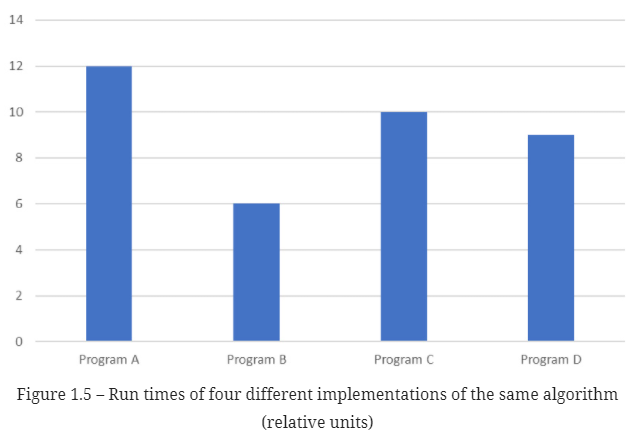 14
12
10
8
6
4
2
0
Program A Program B Program C Program D
Figure 1.5 – Run times of four different implementations of the same algorithm
(relative units)